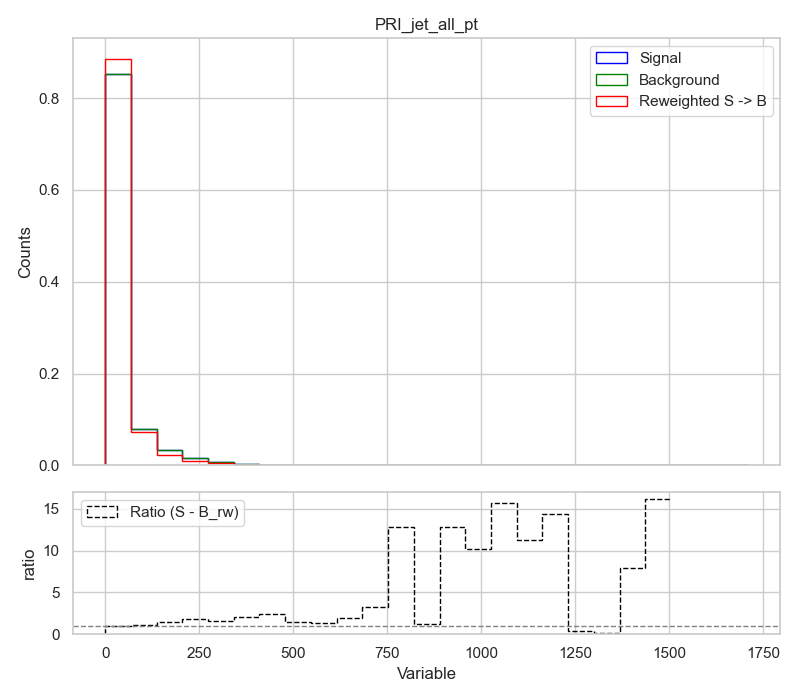 PRI_jet_all_pt
Signal
Background
Reweighted S -> B
0.8
0.6
0.4
0.2
0.0
Counts
Ratio (S - B_rw)
15
10
5
0
ratio
0
250
500
750
1000
1250
1500
1750
Variable